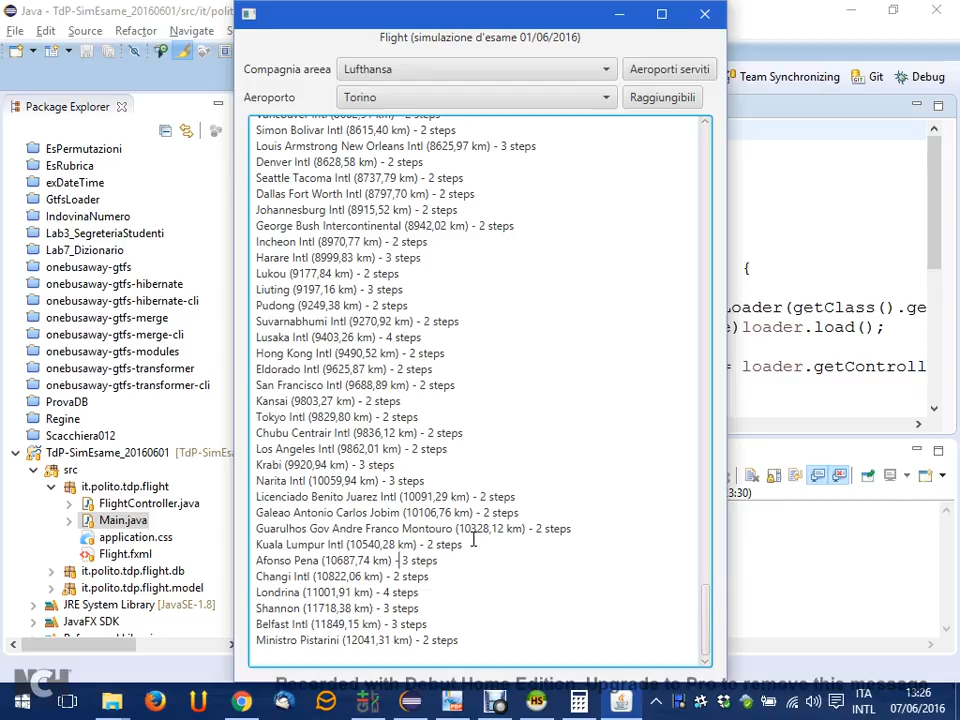 Java - TdP-SimEsame_20160601/src/it/polito
File Edit Source Refactor Navigate
Team Synchronizing Git Debug
Package Explorer
EsPermutazioni
EsRubrica
exDateTime
GtfsLoader
IndovinaNumero
Lab3_SegreteriaStudenti
Lab7_Dizionario
onebusaway-gtfs
onebusaway-gtfs-hibernate
onebusaway-gtfs-hibernate-cli
onebusaway-gtfs-merge
onebusaway-gtfs-merge-cli
onebusaway-gtfs-modules
onebusaway-gtfs-transformer
onebusaway-gtfs-transformer-cli
ProvaDB
Regine
Scacchiera012
TdP-SimEsame_20160601 [TdP-SimEsa
src
it.polito.tdp.flight
FlightController.java
Main.java
application.css
Flight.fxml
it.polito.tdp.flight.db
it.polito.tdp.flight.model
JRE System Library [JavaSE-1.8]
JavaFX SDK
Flight (simulazione d'esame 01/06/2016)
Compagnia aerea Lufthansa Aeroporti serviti
Aeroporto Torino Raggiungibili
Simon Bolivar Intl (8615,40 km) - 2 steps
Louis Armstrong New Orleans Intl (8625,97 km) - 3 steps
Denver Intl (8628,58 km) - 2 steps
Seattle Tacoma Intl (8737,79 km) - 2 steps
Dallas Fort Worth Intl (8797,70 km) - 2 steps
Johannesburg Intl (8915,52 km) - 2 steps
George Bush Intercontinental (8942,02 km) - 2 steps
Incheon Intl (8970,77 km) - 2 steps
Harare Intl (8999,83 km) - 3 steps
Lukou (9177,84 km) - 2 steps
Liuting (9197,16 km) - 3 steps
Pudong (9249,38 km) - 2 steps
Suvarnabhumi Intl (9270,92 km) - 2 steps
Lusaka Intl (9403,26 km) - 4 steps
Hong Kong Intl (9490,52 km) - 2 steps
Eldorado Intl (9625,87 km) - 2 steps
San Francisco Intl (9688,89 km) - 2 steps
Kansai (9803,27 km) - 2 steps
Tokyo Intl (9829,80 km) - 2 steps
Chubu Centrair Intl (9836,12 km) - 2 steps
Los Angeles Intl (9862,01 km) - 2 steps
Krabi (9920,94 km) - 3 steps
Narita Intl (10059,94 km) - 3 steps
Licenciado Benito Juarez Intl (10091,29 km) - 2 steps
Galeao Antonio Carlos Jobim (10106,76 km) - 2 steps
Guarulhos Gov Andre Franco Montouro (10328,12 km) - 2 steps
Kuala Lumpur Intl (10540,28 km) - 2 steps
Afonso Pena (10687,74 km) - 3 steps
Changi Intl (10822,06 km) - 2 steps
Londrina (11001,91 km) - 4 steps
Shannon (11718,38 km) - 3 steps
Belfast Intl (11849,15 km) - 3 steps
Ministro Pistarini (12041,31 km) - 2 steps
{
Loader(getClass().ge
e)loader.load();
= loader.getControll
3:30)
NCH
Recorded with Debut Home Edition. Upgrade to Pro to remove this message
ITA
INTL
13:26
07/06/2016